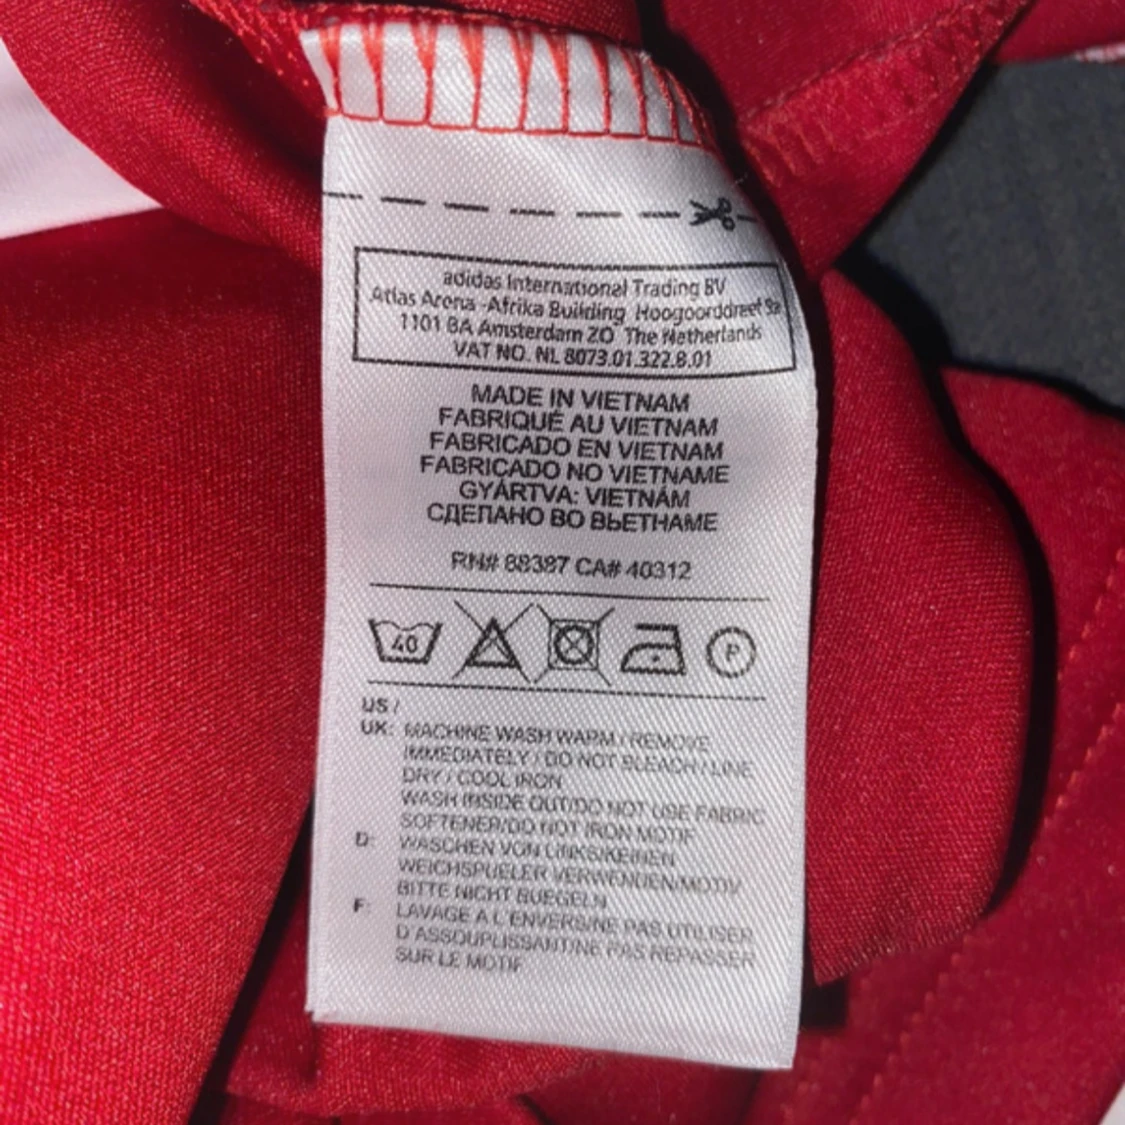 adidas International Trading BV
Atlas Arena -Afrika Building Hoogoorddreef 9a
1101 BA Amsterdam ZO The Netherlands
VAT NO. NL 8073.01.322.B.01
MADE IN VIETNAM
FABRIQUÉ AU VIETNAM
FABRICADO EN VIETNAM
FABRICADO NO VIETNAME
GYÁRTVA: VIETNÁM
СДЕЛАНО ВО ВЬЕТНАМЕ
RN# 88387 CA# 40312
40 P
US /
UK: MACHINE WASH WARM / REMOVE
IMMEDIATELY / DO NOT BLEACH / LINE
DRY / COOL IRON
WASH INSIDE OUT/DO NOT USE FABRIC
SOFTENER/DO NOT IRON MOTIF
D: WASCHEN VON LINKS/KEINEN
WEICHSPUELER VERWENDEN/MOTIV
BITTE NICHT BUEGELN
F: LAVAGE A L'ENVERS/NE PAS UTILISER
D'ASSOUPLISSANT/NE PAS REPASSER
SUR LE MOTIF